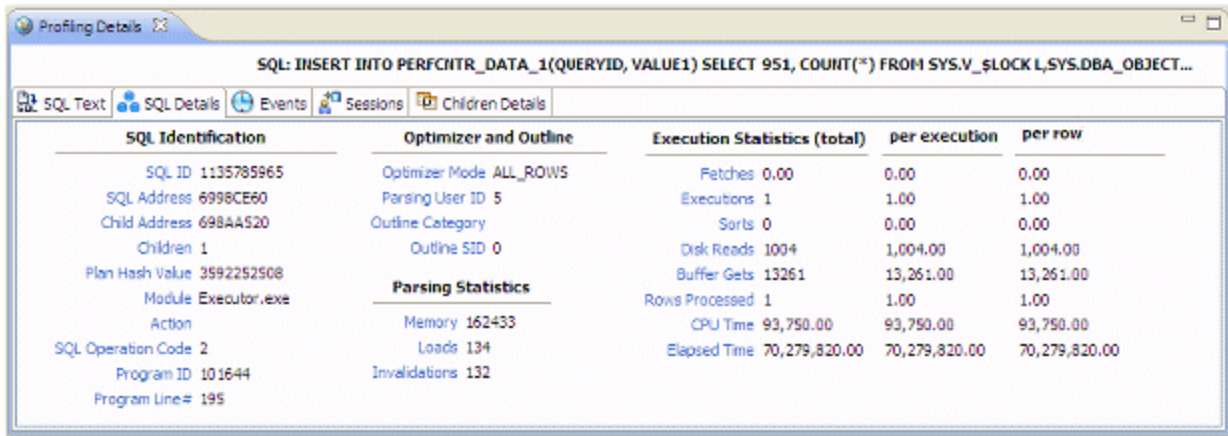 Profiling Details
SQL: INSERT INTO PERFCNTR_DATA_1(QUERYID, VALUE1) SELECT 951, COUNT(*) FROM SYS.V_$LOCK L,SYS.DBA_OBJECT...
SQL Text SQL Details Events Sessions Children Details
SQL Identification
SQL ID 1135785965
SQL Address 6998CE60
Child Address 698AA520
Children 1
Plan Hash Value 3592252508
Module Executor.exe
Action
SQL Operation Code 2
Program ID 101644
Program Line# 195
Optimizer and Outline
Optimizer Mode ALL_ROWS
Parsing User ID 5
Outline Category
Outline SID 0
Parsing Statistics
Memory 162433
Loads 134
Invalidations 132
Execution Statistics (total) per execution per row
Fetches 0.00 0.00 0.00
Executions 1 1.00 1.00
Sorts 0 0.00 0.00
Disk Reads 1004 1,004.00 1,004.00
Buffer Gets 13261 13,261.00 13,261.00
Rows Processed 1 1.00 1.00
CPU Time 93,750.00 93,750.00 93,750.00
Elapsed Time 70,279,820.00 70,279,820.00 70,279,820.00